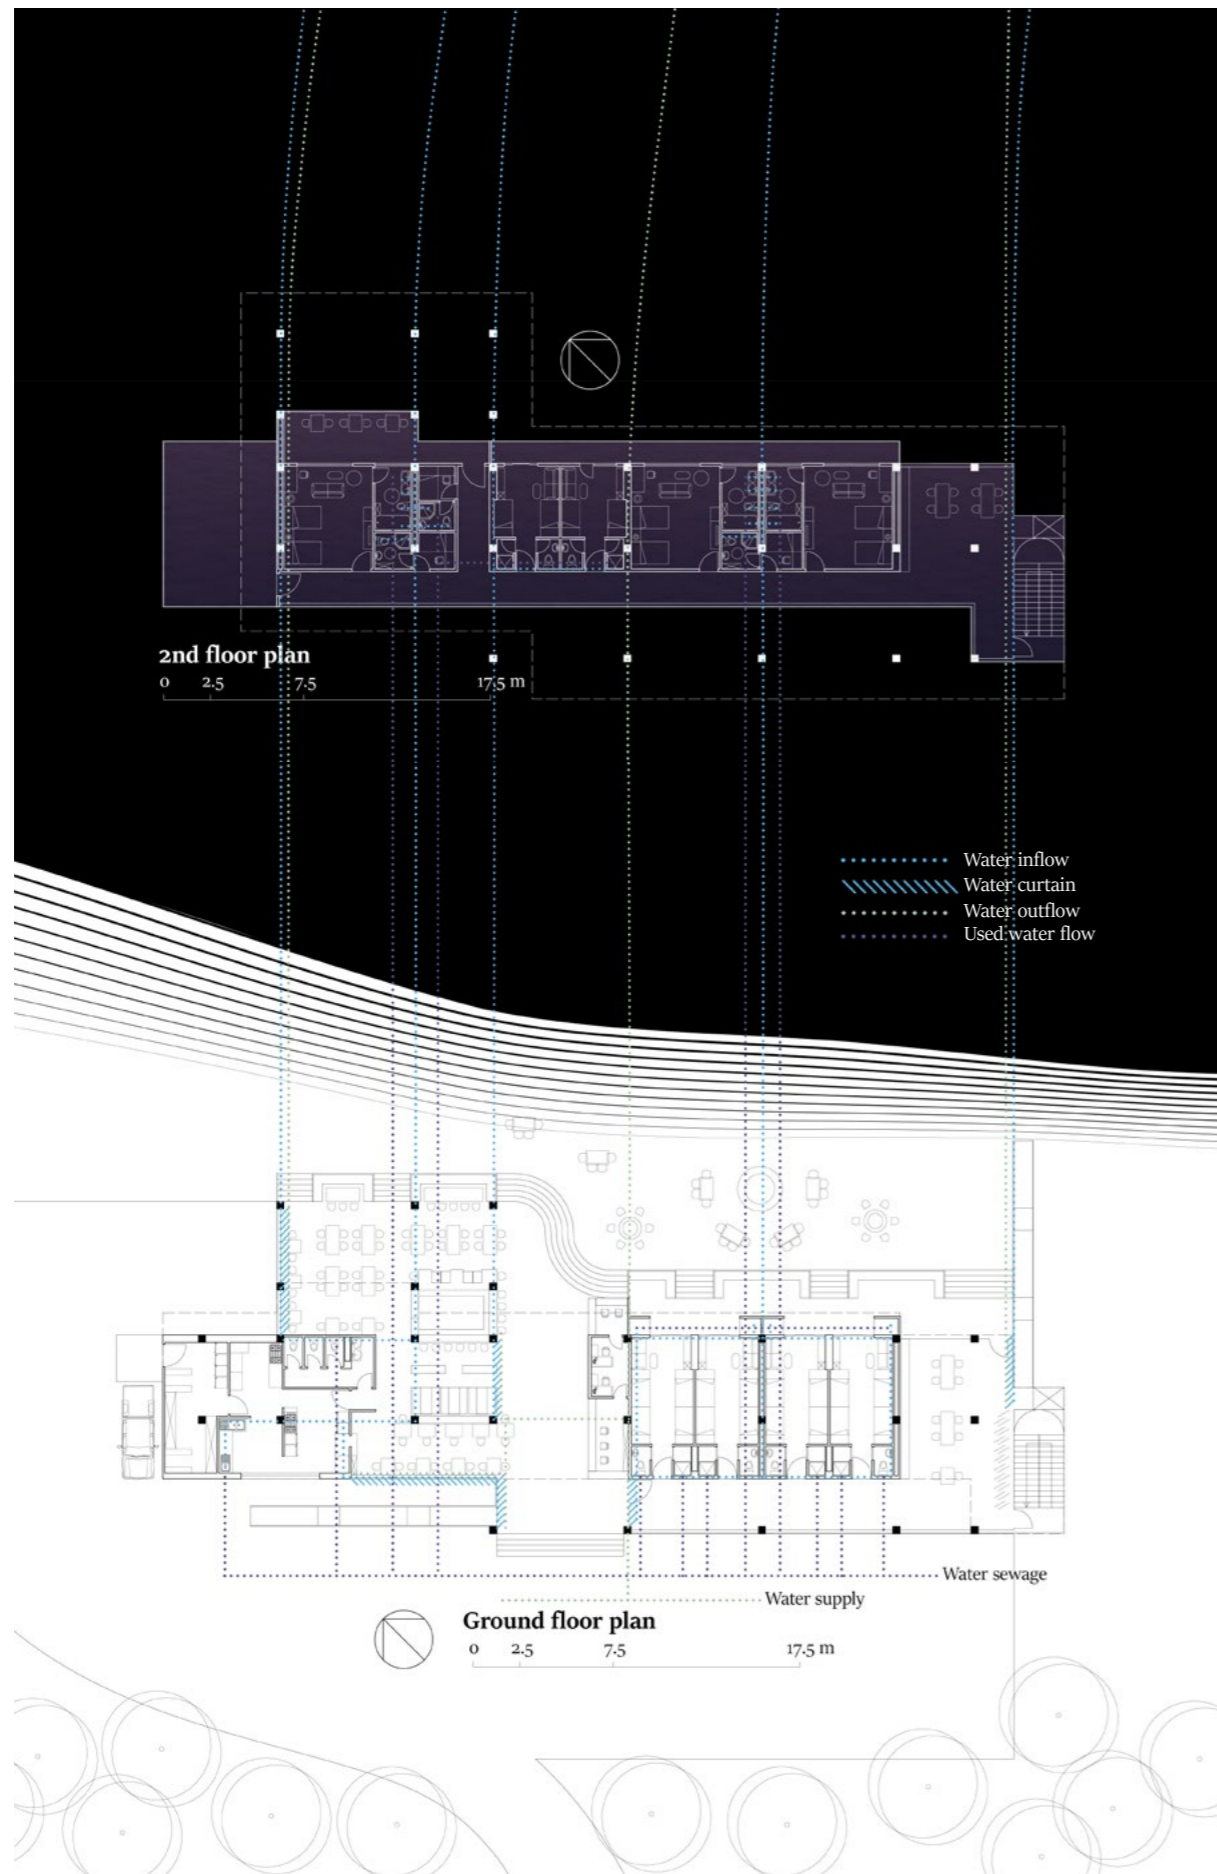 2nd floor plan
0 2.5 7.5 17.5 m
Water inflow
Water curtain
Water outflow
Used water flow
Water sewage
Water supply
Ground floor plan
0 2.5 7.5 17.5 m